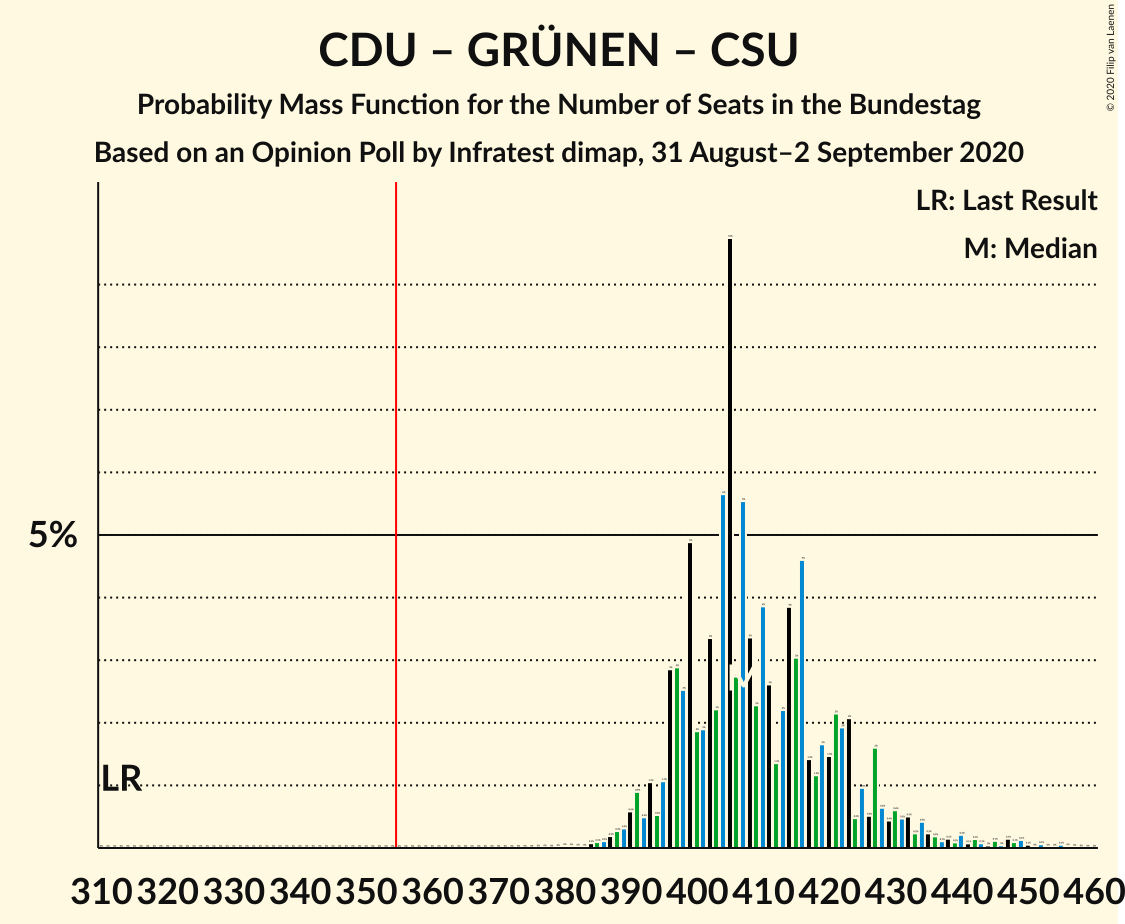 CDU – GRÜNEN – CSU
Probability Mass Function for the Number of Seats in the Bundestag
Based on an Opinion Poll by Infratest dimap, 31 August–2 September 2020
© 2020 Filip van Laenen
LR: Last Result
M: Median
5%
LR
310 320 330 340 350 360 370 380 390 400 410 420 430 440 450 460